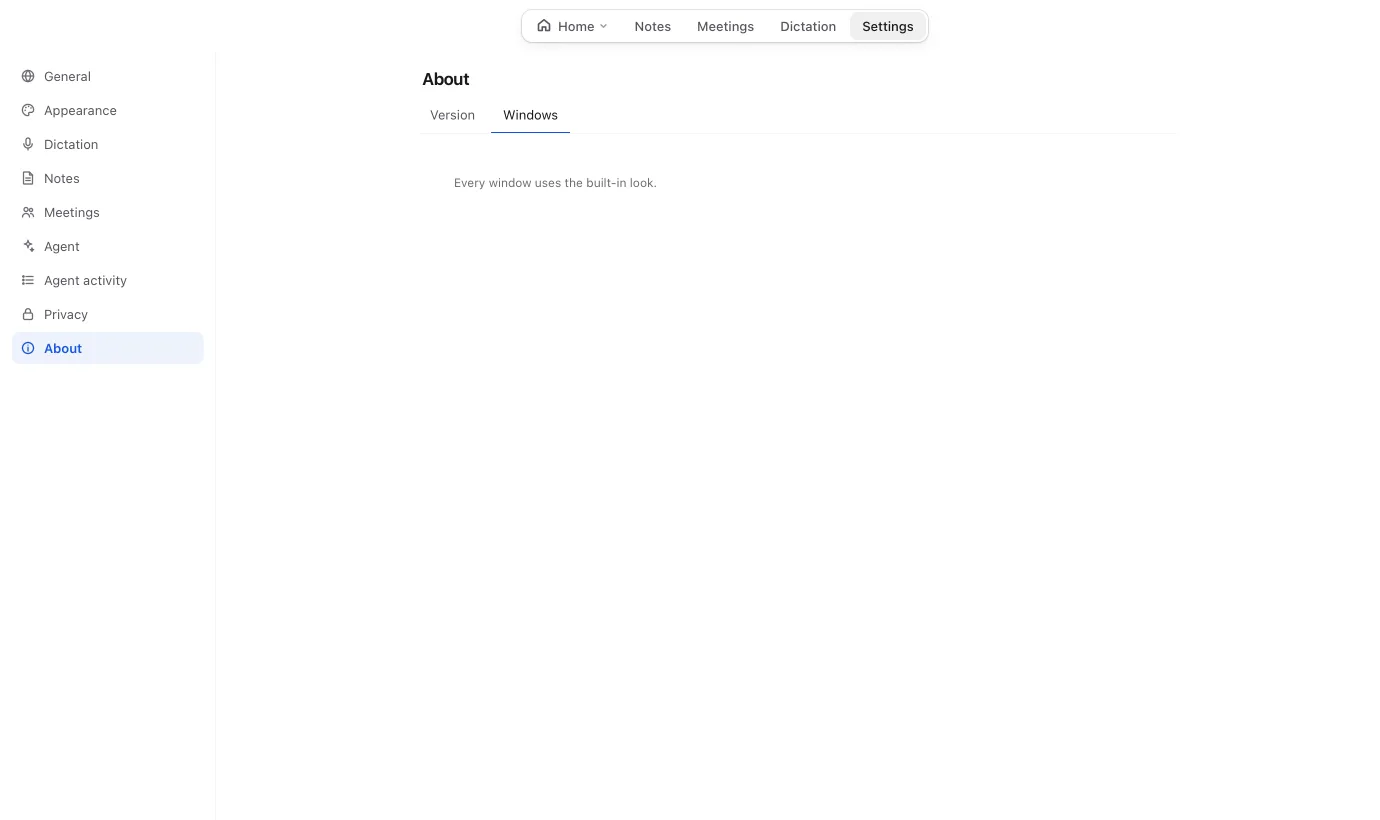 Home
Notes
Meetings
Dictation
Settings
General
Appearance
Dictation
Notes
Meetings
Agent
Agent activity
Privacy
About
About
Version
Windows
Every window uses the built-in look.